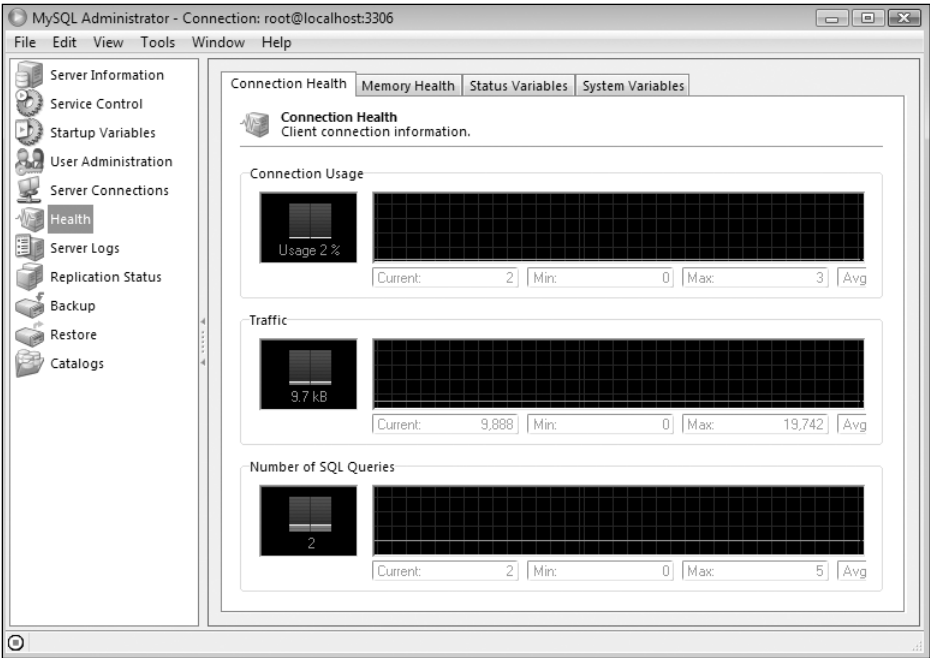 MySQL Administrator - Connection: root@localhost:3306
File Edit View Tools Window Help
Server Information
Service Control
Startup Variables
User Administration
Server Connections
Health
Server Logs
Replication Status
Backup
Restore
Catalogs
Connection Health Memory Health Status Variables System Variables
Connection Health
Client connection information.
Connection Usage
Usage 2 %
Current: 2 Min: 0 Max: 3 Avg
Traffic
9.7 kB
Current: 9,888 Min: 0 Max: 19,742 Avg
Number of SQL Queries
2
Current: 2 Min: 0 Max: 5 Avg